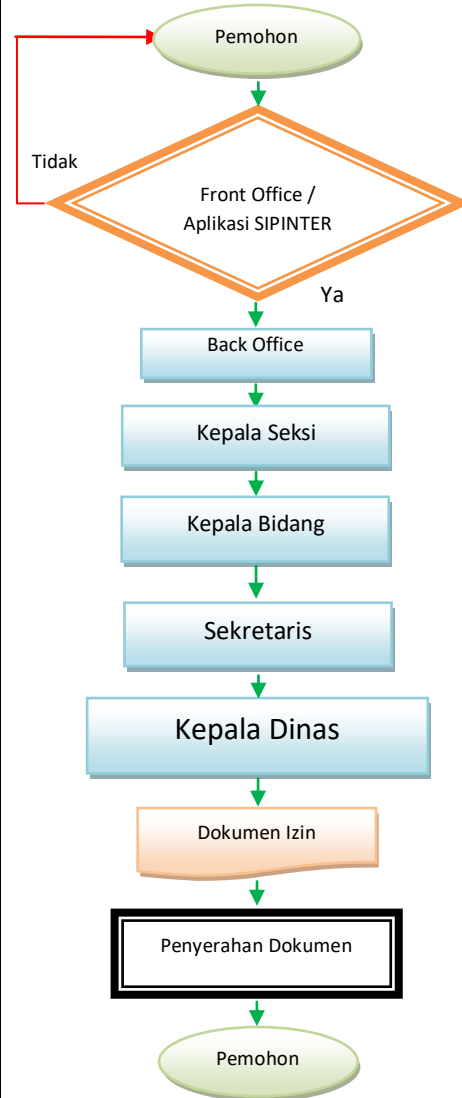 Pemohon
Tidak
Front Office /
Aplikasi SIPINTER
Ya
Back Office
Kepala Seksi
Kepala Bidang
Sekretaris
Kepala Dinas
Dokumen Izin
Penyerahan Dokumen
Pemohon